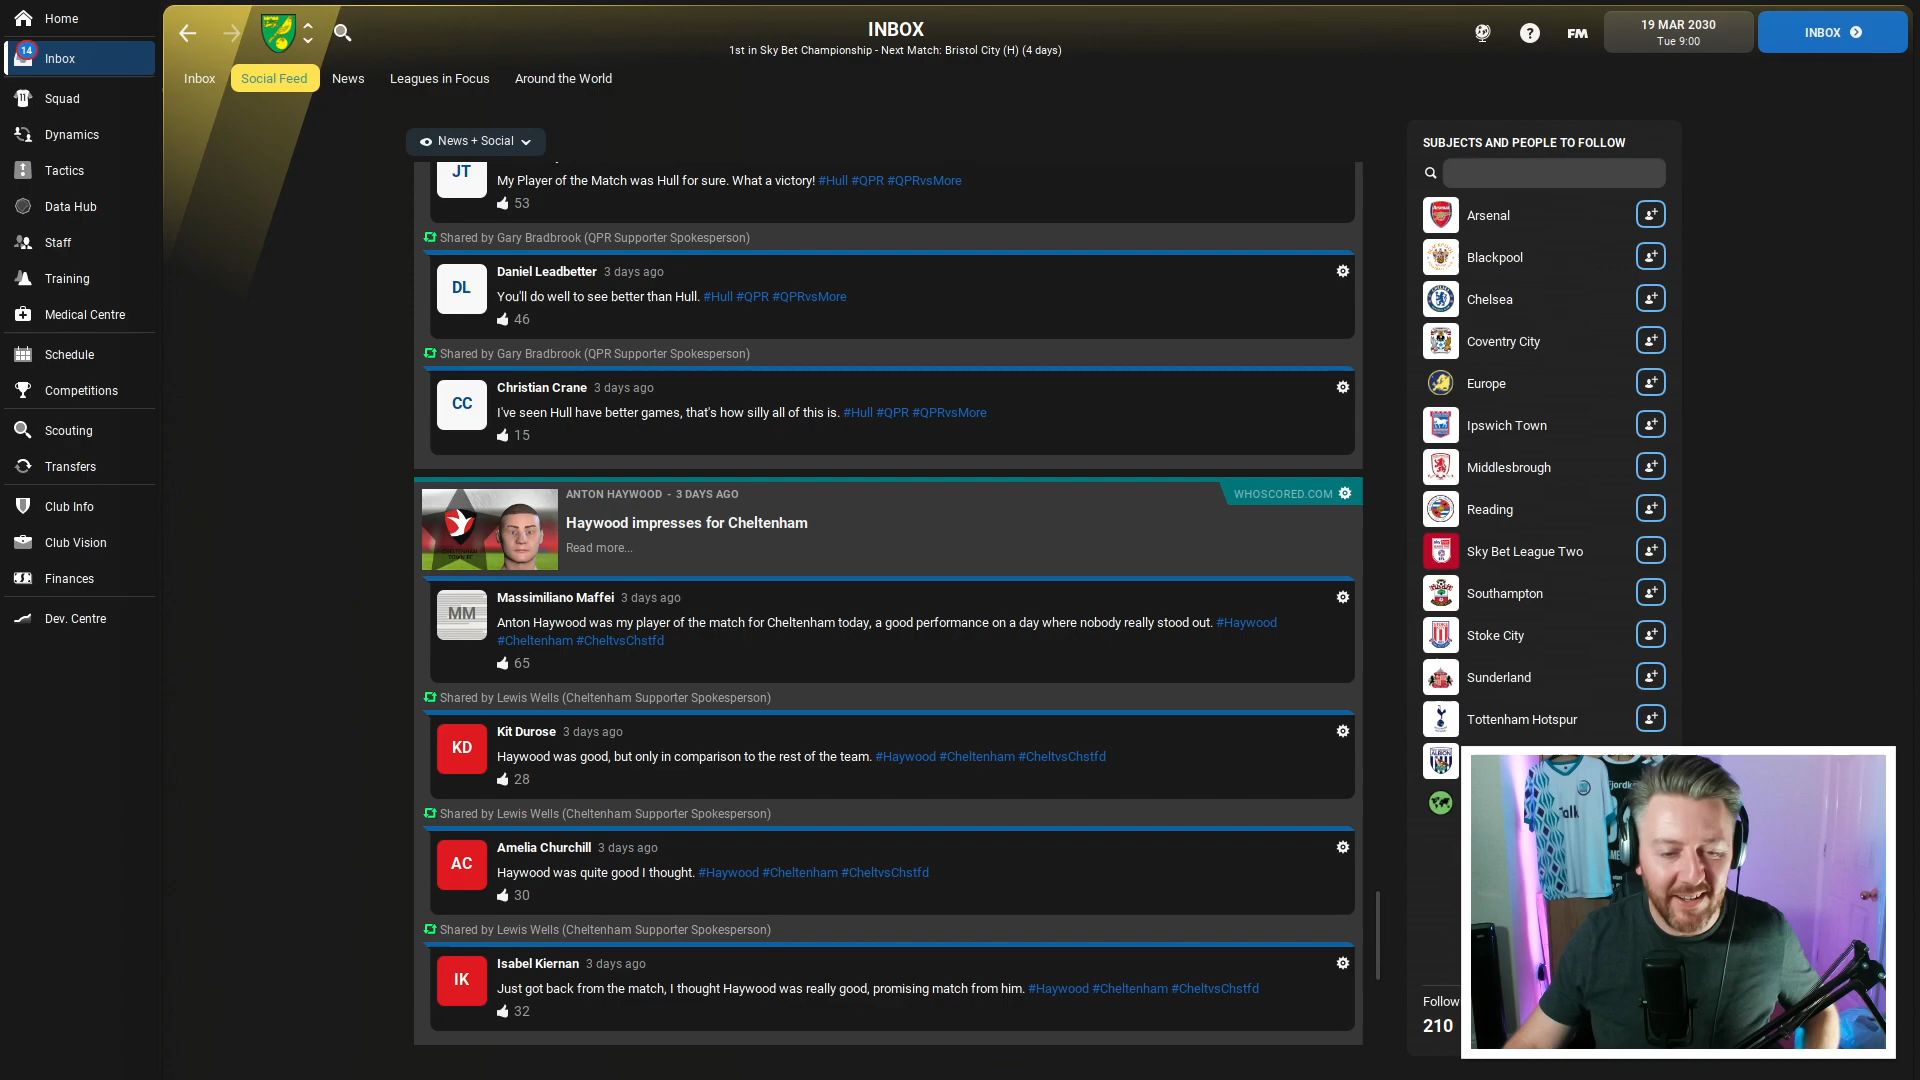 Home
14
Inbox
Squad
Dynamics
Tactics
Data Hub
Staff
Training
Medical Centre
Schedule
Competitions
Scouting
Transfers
Club Info
Club Vision
Finances
Dev. Centre
INBOX
1st in Sky Bet Championship - Next Match: Bristol City (H) (4 days)
?
FM
19 MAR 2030
Tue 9:00
INBOX
Inbox
Social Feed
News
Leagues in Focus
Around the World
News + Social
JT
My Player of the Match was Hull for sure. What a victory! #Hull #QPR #QPRvsMore
53
Shared by Gary Bradbrook (QPR Supporter Spokesperson)
DL
Daniel Leadbetter 3 days ago
You'll do well to see better than Hull. #Hull #QPR #QPRvsMore
46
Shared by Gary Bradbrook (QPR Supporter Spokesperson)
CC
Christian Crane 3 days ago
I've seen Hull have better games, that's how silly all of this is. #Hull #QPR #QPRvsMore
15
ANTON HAYWOOD - 3 DAYS AGO
WHOSCORED.COM
Haywood impresses for Cheltenham
Read more...
MM
Massimiliano Maffei 3 days ago
Anton Haywood was my player of the match for Cheltenham today, a good performance on a day where nobody really stood out. #Haywood
#Cheltenham #CheltvsChstfd
65
Shared by Lewis Wells (Cheltenham Supporter Spokesperson)
KD
Kit Durose 3 days ago
Haywood was good, but only in comparison to the rest of the team. #Haywood #Cheltenham #CheltvsChstfd
28
Shared by Lewis Wells (Cheltenham Supporter Spokesperson)
AC
Amelia Churchill 3 days ago
Haywood was quite good I thought. #Haywood #Cheltenham #CheltvsChstfd
30
Shared by Lewis Wells (Cheltenham Supporter Spokesperson)
IK
Isabel Kiernan 3 days ago
Just got back from the match, I thought Haywood was really good, promising match from him. #Haywood #Cheltenham #CheltvsChstfd
32
SUBJECTS AND PEOPLE TO FOLLOW
Arsenal
Blackpool
Chelsea
Coventry City
Europe
Ipswich Town
Middlesbrough
Reading
Sky Bet League Two
Southampton
Stoke City
Sunderland
Tottenham Hotspur
ALBION
Follow
210
Talk